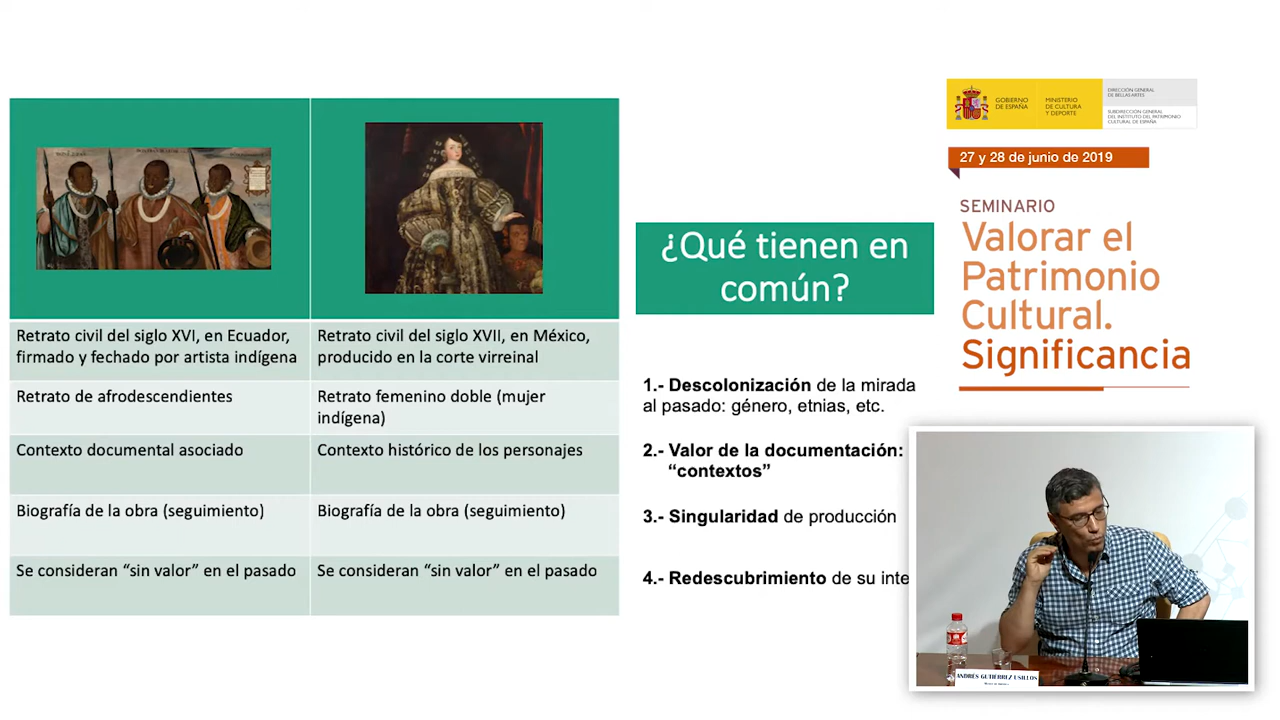 GOBIERNO
DE ESPAÑA
MINISTERIO
DE CULTURA
Y DEPORTE
DIRECCIÓN GENERAL
DE BELLAS ARTES
SUBDIRECCIÓN GENERAL
DEL INSTITUTO DEL PATRIMONIO
CULTURAL DE ESPAÑA
27 y 28 de junio de 2019
SEMINARIO
Valorar el
Patrimonio
Cultural.
Significancia
¿Qué tienen en
común?
Retrato civil del siglo XVI, en Ecuador,
firmado y fechado por artista indígena
Retrato civil del siglo XVII, en México,
producido en la corte virreinal
Retrato de afrodescendientes
Retrato femenino doble (mujer
indígena)
Contexto documental asociado
Contexto histórico de los personajes
Biografía de la obra (seguimiento)
Biografía de la obra (seguimiento)
Se consideran “sin valor” en el pasado
Se consideran “sin valor” en el pasado
1.- Descolonización de la mirada
al pasado: género, etnias, etc.
2.- Valor de la documentación:
“contextos”
3.- Singularidad de producción
4.- Redescubrimiento de su inte
ANDRÉS GUTIÉRREZ USILLOS